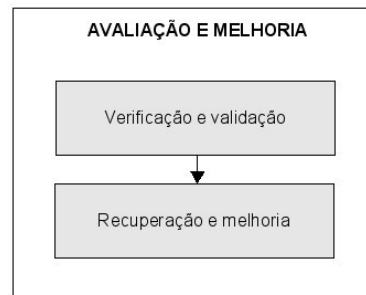 AVALIAÇÃO E MELHORIA
Verificação e validação
Recuperação e melhoria